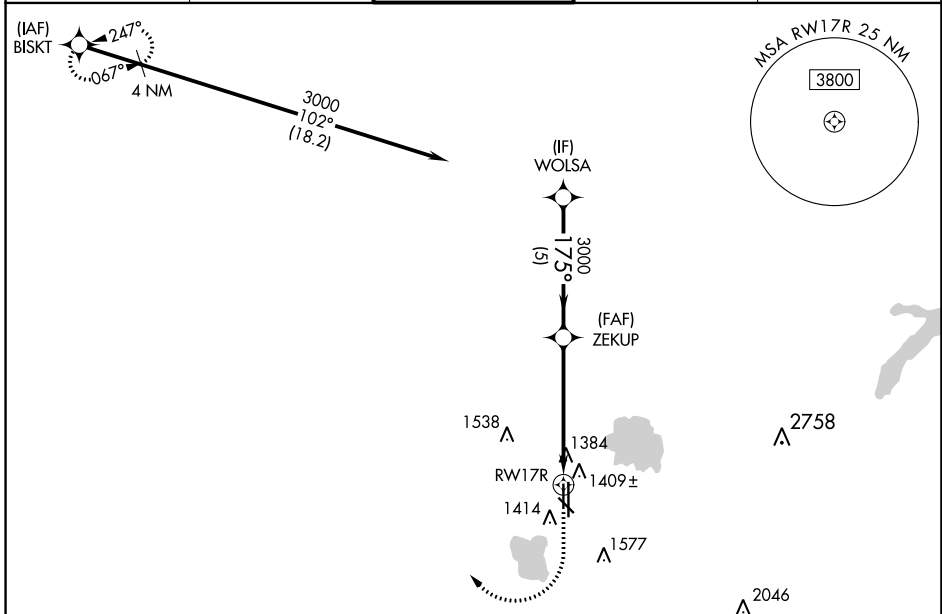 (IAF)
BISKT
247°
067°
4 NM
3000
102°
(18.2)
MSA RW17R 25 NM
3800
(IF)
WOLSA
3000
175°
(5)
(FAF)
ZEKUP
1538
1384
2758
RW17R
1409±
1414
1577
2046